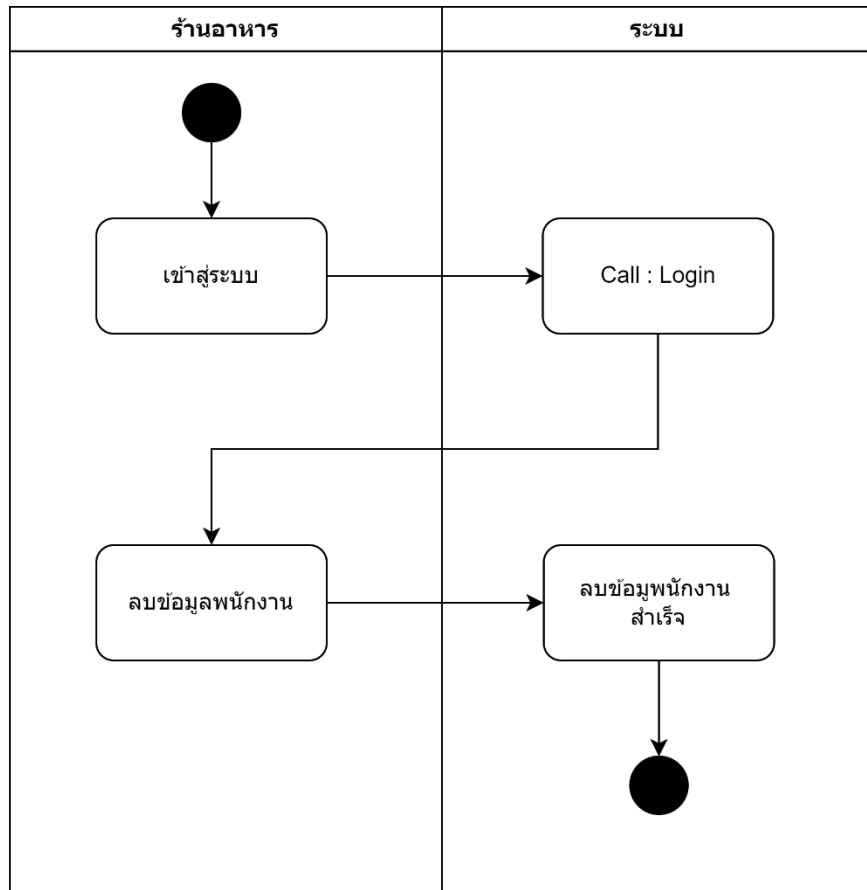 ร้านอาหาร
ระบบ
เข้าสู่ระบบ
Call : Login
ลบข้อมูลพนักงาน
ลบข้อมูพนักงาน
สำเร็จ